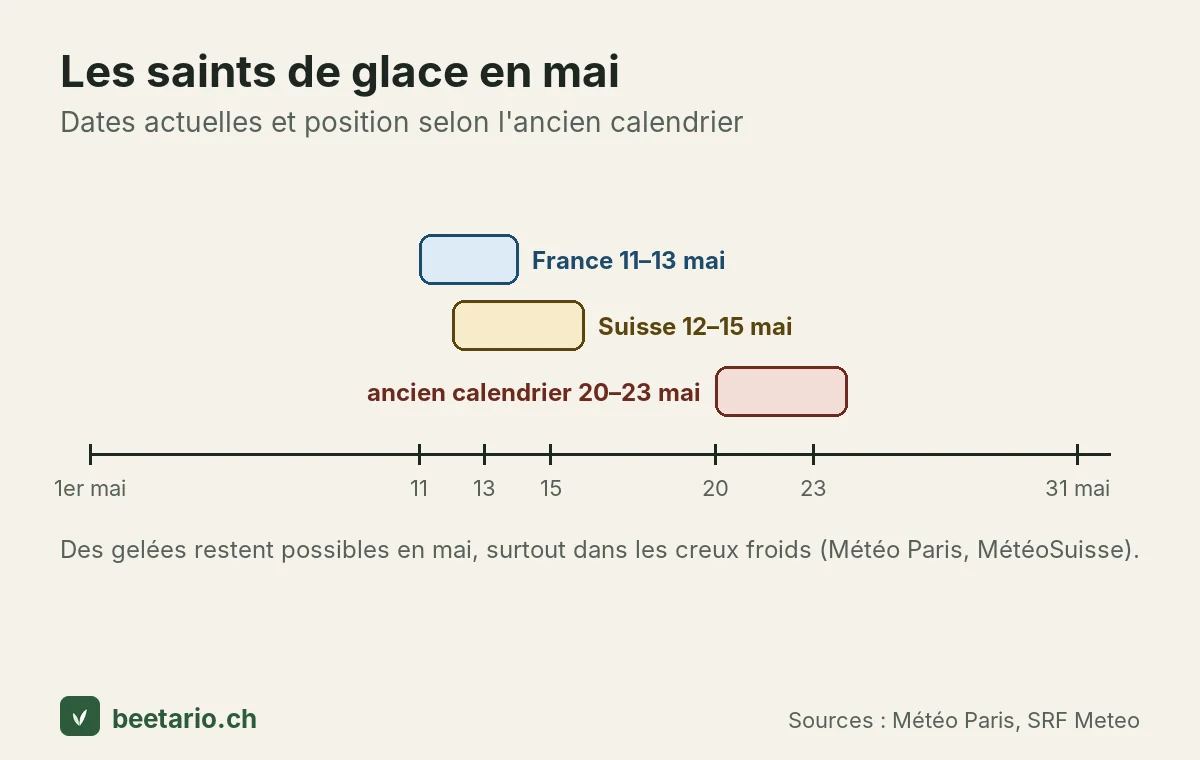 Les saints de glace en mai
Dates actuelles et position selon l'ancien calendrier
France 11–13 mai
Suisse 12–15 mai
ancien calendrier 20–23 mai
1er mai 11 13 15 20 23 31 mai
Des gelées restent possibles en mai, surtout dans les creux froids (Météo Paris, MétéoSuisse).
beetario.ch
Sources : Météo Paris, SRF Meteo